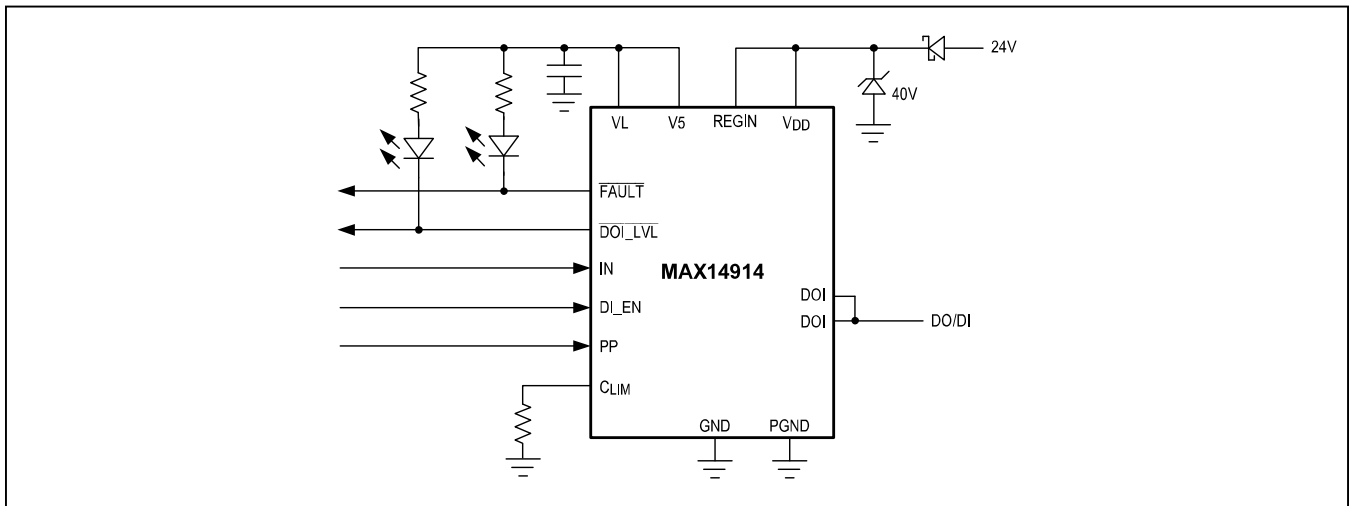 24V
40V
VL V5 REGIN VDD
FAULT
DOI_LVL
IN
MAX14914
DI_EN
DOI
DOI
DO/DI
PP
CLIM
GND PGND